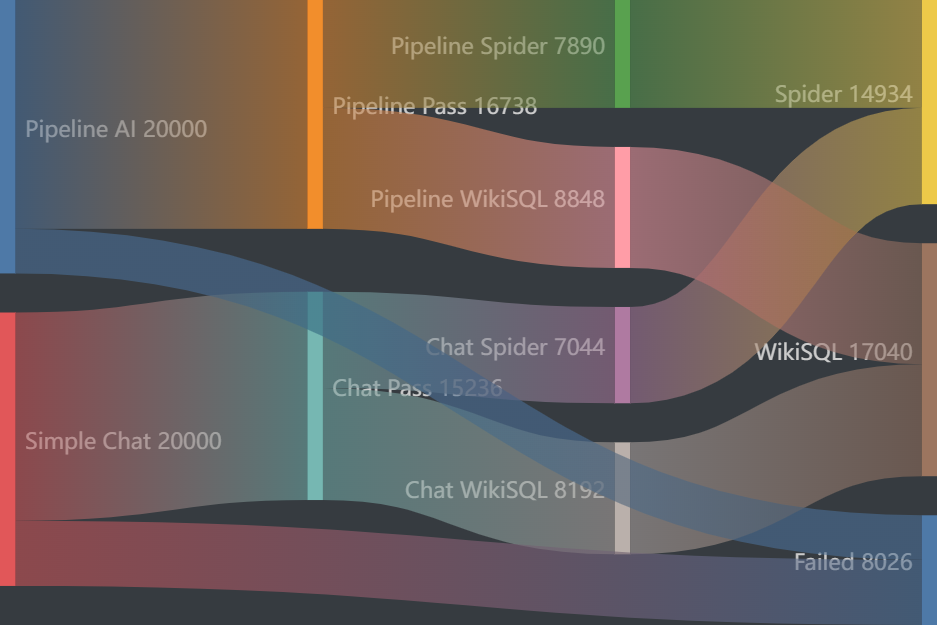 Pipeline Spider 7890
Spider 14934
Pipeline Pass 16738
Pipeline AI 20000
Pipeline WikiSQL 8848
Chat Spider 7044
WikiSQL 17040
Chat Pass 15236
Simple Chat 20000
Chat WikiSQL 8192
Failed 8026